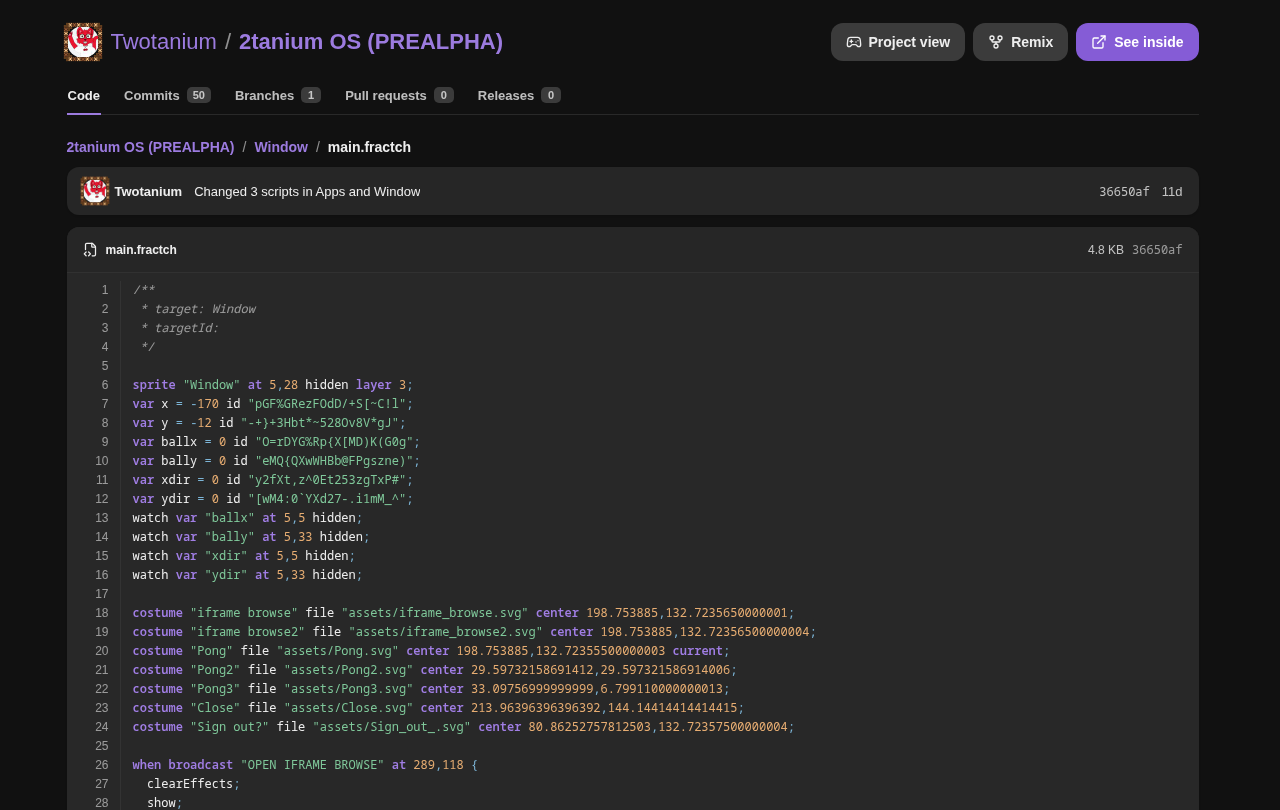 Twotanium / 2tanium OS (PREALPHA)
Project view
Remix
See inside
Code
Commits 50
Branches 1
Pull requests 0
Releases 0
2tanium OS (PREALPHA) / Window / main.fractch
Twotanium Changed 3 scripts in Apps and Window 36650af 11d
main.fractch 4.8 KB 36650af
1 /**
2  * target: Window
3  * targetId:
4  */
5
6 sprite "Window" at 5,28 hidden layer 3;
7 var x = -170 id "pGF%GRezFOdD/+S[~C!l";
8 var y = -12 id "-+}+3Hbt*~528Ov8V*gJ";
9 var ballx = 0 id "O=rDYG%Rp{X[MD)K(G0g";
10 var bally = 0 id "eMQ{QXwWHBb@FPgszne)";
11 var xdir = 0 id "y2fXt,z^0Et253zgTxP#";
12 var ydir = 0 id "[wM4:0`YXd27-.i1mM_^";
13 watch var "ballx" at 5,5 hidden;
14 watch var "bally" at 5,33 hidden;
15 watch var "xdir" at 5,5 hidden;
16 watch var "ydir" at 5,33 hidden;
17
18 costume "iframe browse" file "assets/iframe_browse.svg" center 198.753885,132.7235650000001;
19 costume "iframe browse2" file "assets/iframe_browse2.svg" center 198.753885,132.72356500000004;
20 costume "Pong" file "assets/Pong.svg" center 198.753885,132.72355500000003 current;
21 costume "Pong2" file "assets/Pong2.svg" center 29.59732158691412,29.597321586914006;
22 costume "Pong3" file "assets/Pong3.svg" center 33.09756999999999,6.799110000000013;
23 costume "Close" file "assets/Close.svg" center 213.96396396396392,144.14414414414415;
24 costume "Sign out?" file "assets/Sign_out_.svg" center 80.86252757812503,132.72357500000004;
25
26 when broadcast "OPEN IFRAME BROWSE" at 289,118 {
27   clearEffects;
28   show;